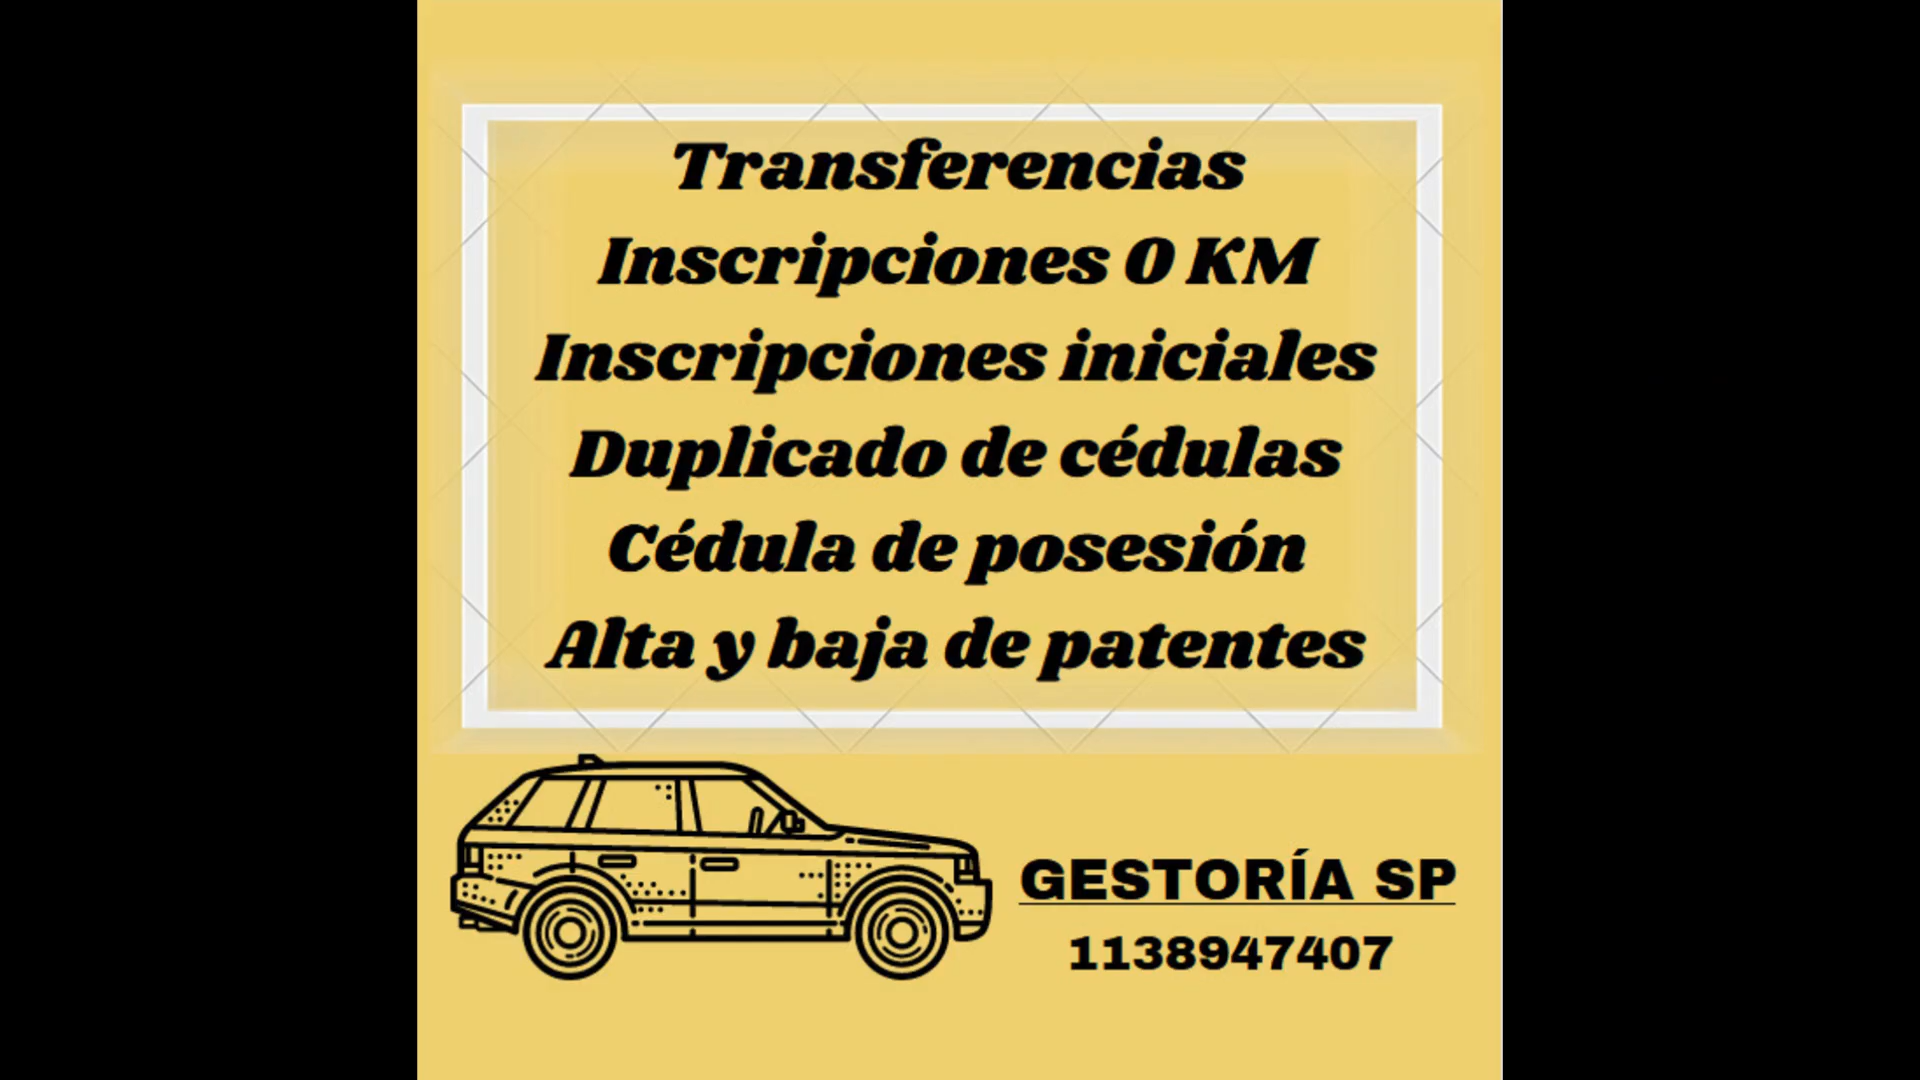 Transferencias
Inscripciones 0 KM
Inscripciones iniciales
Duplicado de cédulas
Cédula de posesión
Alta y baja de patentes
GESTORÍA SP
1138947407